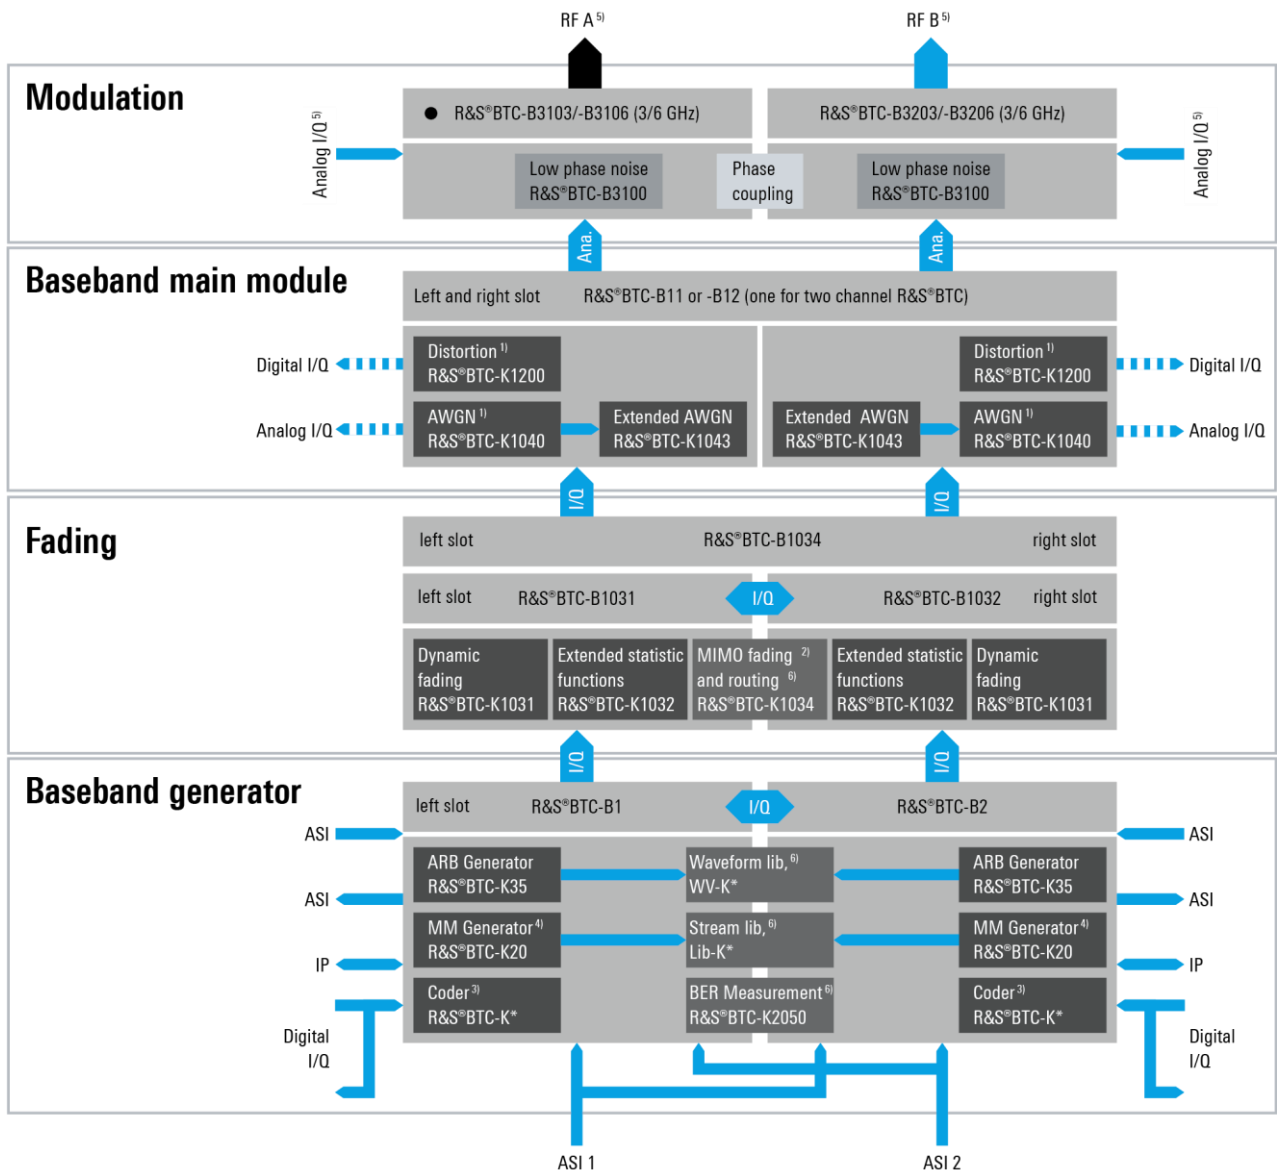 RF A 5)
RF B 5)
Modulation
Analog I/Q 5)
● R&S®BTC-B3103/-B3106 (3/6 GHz)
R&S®BTC-B3203/-B3206 (3/6 GHz)
Analog I/Q 5)
Low phase noise
R&S®BTC-B3100
Phase
coupling
Low phase noise
R&S®BTC-B3100
Ana.
Ana.
Baseband main module
Left and right slot
R&S®BTC-B11 or -B12 (one for two channel R&S®BTC)
Digital I/Q
Distortion 1)
R&S®BTC-K1200
Distortion 1)
R&S®BTC-K1200
Digital I/Q
Analog I/Q
AWGN 1)
R&S®BTC-K1040
Extended AWGN
R&S®BTC-K1043
Extended AWGN
R&S®BTC-K1043
AWGN 1)
R&S®BTC-K1040
Analog I/Q
I/Q
I/Q
Fading
left slot
R&S®BTC-B1034
right slot
left slot
R&S®BTC-B1031
I/Q
R&S®BTC-B1032
right slot
Dynamic
fading
R&S®BTC-K1031
Extended statistic
functions
R&S®BTC-K1032
MIMO fading 2)
and routing 6)
R&S®BTC-K1034
Extended statistic
functions
R&S®BTC-K1032
Dynamic
fading
R&S®BTC-K1031
I/Q
I/Q
Baseband generator
left slot
R&S®BTC-B1
I/Q
R&S®BTC-B2
ASI
ASI
ARB Generator
R&S®BTC-K35
Waveform lib, 6)
WV-K*
ARB Generator
R&S®BTC-K35
ASI
ASI
MM Generator 4)
R&S®BTC-K20
Stream lib, 6)
Lib-K*
MM Generator 4)
R&S®BTC-K20
IP
IP
Coder 3)
R&S®BTC-K*
BER Measurement 6)
R&S®BTC-K2050
Coder 3)
R&S®BTC-K*
Digital
I/Q
Digital
I/Q
ASI 1
ASI 2